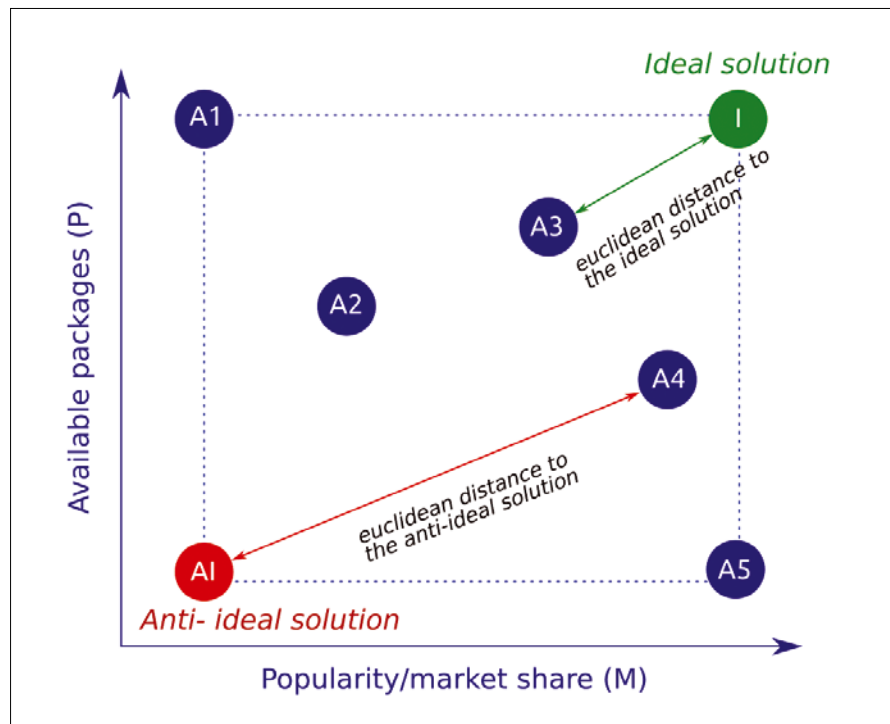 Ideal solution
A1
I
A3
euclidean distance to
the ideal solution
A2
A4
Available packages (P)
euclidean distance to
the anti-ideal solution
AI
A5
Anti- ideal solution
Popularity/market share (M)